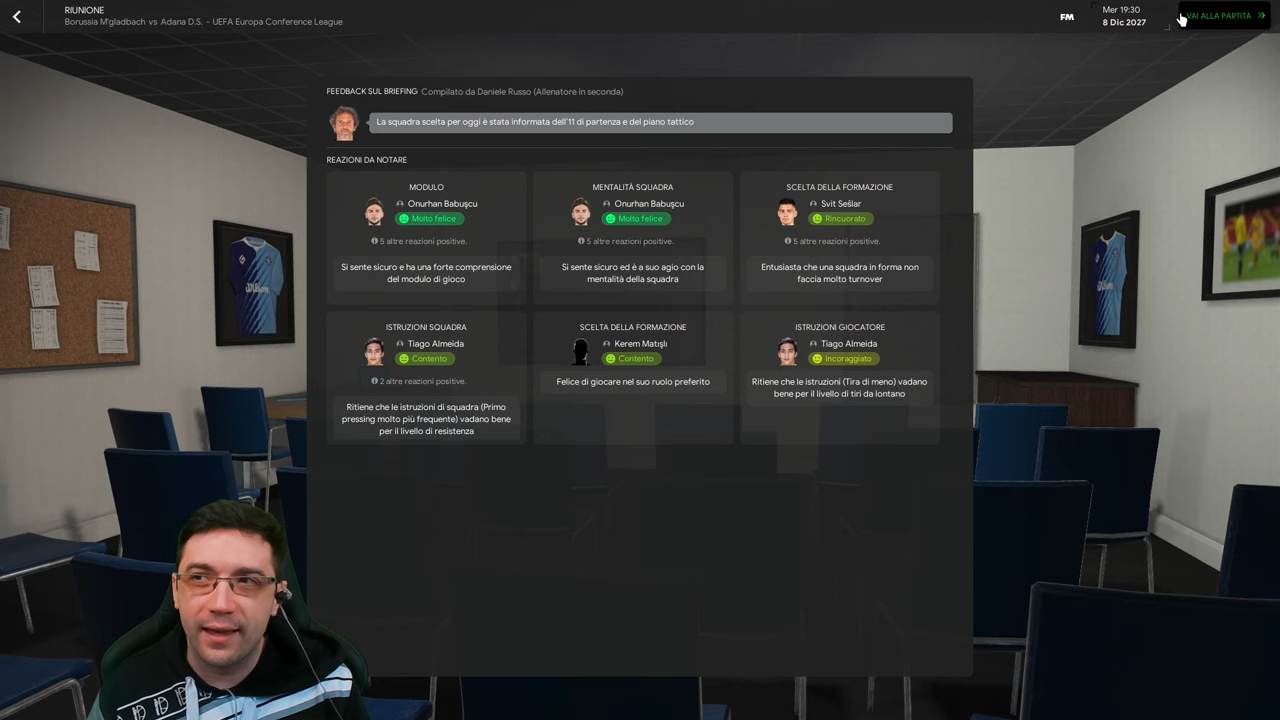 RIUNIONE
Borussia M'gladbach vs Adana D.S. - UEFA Europa Conference League
FM
Mer 19:30
8 Dic 2027
VAI ALLA PARTITA
FEEDBACK SUL BRIEFING Compilato da Daniele Russo (Allenatore in seconda)
La squadra scelta per oggi è stata informata dell'11 di partenza e del piano tattico
REAZIONI DA NOTARE
MODULO
Onurhan Babuşcu
Molto felice
5 altre reazioni positive.
Si sente sicuro e ha una forte comprensione
del modulo di gioco
MENTALITÀ SQUADRA
Onurhan Babuşcu
Molto felice
5 altre reazioni positive.
Si sente sicuro ed è a suo agio con la
mentalità della squadra
SCELTA DELLA FORMAZIONE
Svit Sešlar
Rincuorato
5 altre reazioni positive.
Entusiasta che una squadra in forma non
faccia molto turnover
ISTRUZIONI SQUADRA
Tiago Almeida
Contento
2 altre reazioni positive.
Ritiene che le istruzioni di squadra (Primo
pressing molto più frequente) vadano bene
per il livello di resistenza
SCELTA DELLA FORMAZIONE
Kerem Matışlı
Contento
Felice di giocare nel suo ruolo preferito
ISTRUZIONI GIOCATORE
Tiago Almeida
Incoraggiato
Ritiene che le istruzioni (Tira di meno) vadano
bene per il livello di tiri da lontano